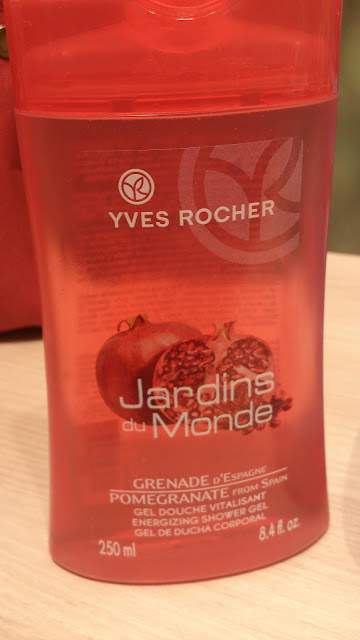 YVES ROCHER
Jardins
du Monde
GRENADE D'ESPAGNE
POMEGRANATE FROM SPAIN
GEL DOUCHE VITALISANT
ENERGIZING SHOWER GEL
GEL DE DUCHA CORPORAL
250 ml 8.4 fl. oz.